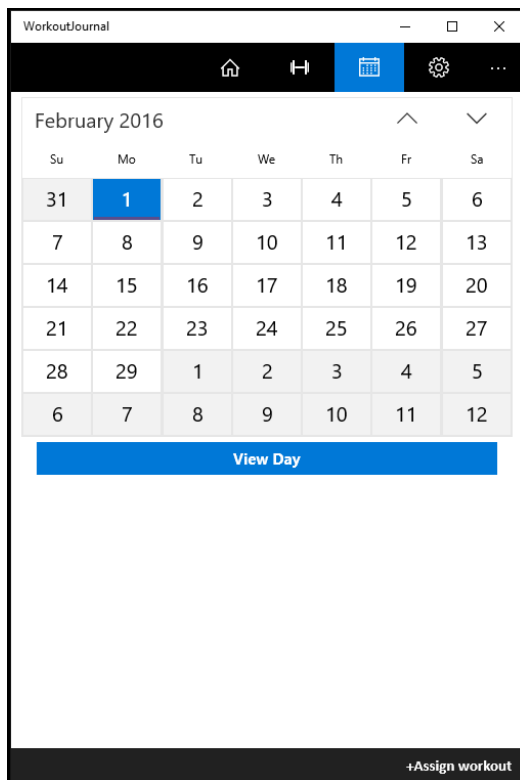 WorkoutJournal
February 2016
Su Mo Tu We Th Fr Sa
31 1 2 3 4 5 6
7 8 9 10 11 12 13
14 15 16 17 18 19 20
21 22 23 24 25 26 27
28 29 1 2 3 4 5
6 7 8 9 10 11 12
View Day
+Assign workout